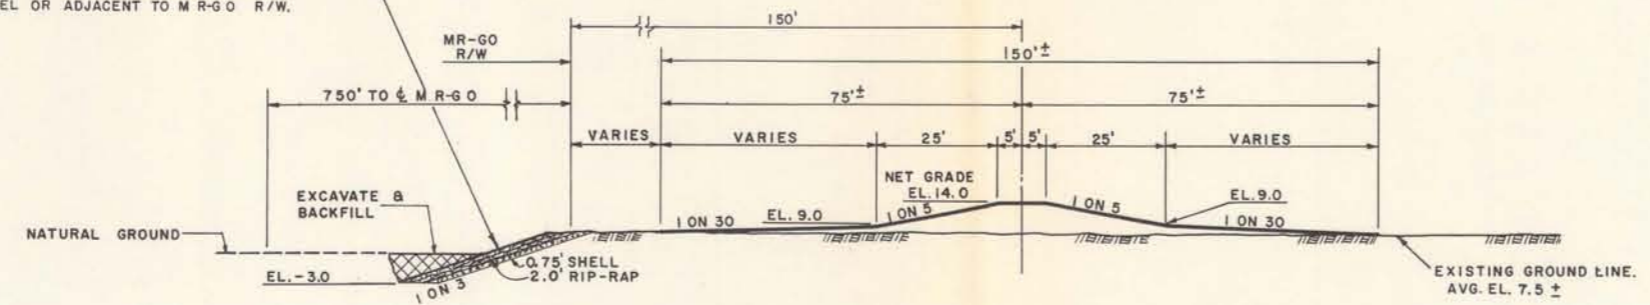 EL OR ADJACENT TO M R-G O R/W.
150'
MR-GO
R/W
150'±
750' TO ℄ M R-G O
75'±
75'±
VARIES
VARIES
25'
5'
5'
25'
VARIES
NET GRADE
EL. 14.0
EXCAVATE &
BACKFILL
EL. 9.0
EL. 9.0
1 ON 30
1 ON 5
1 ON 5
1 ON 30
NATURAL GROUND
EL. -3.0
1 ON 3
0.75' SHELL
2.0' RIP-RAP
EXISTING GROUND LINE.
AVG. EL. 7.5 ±